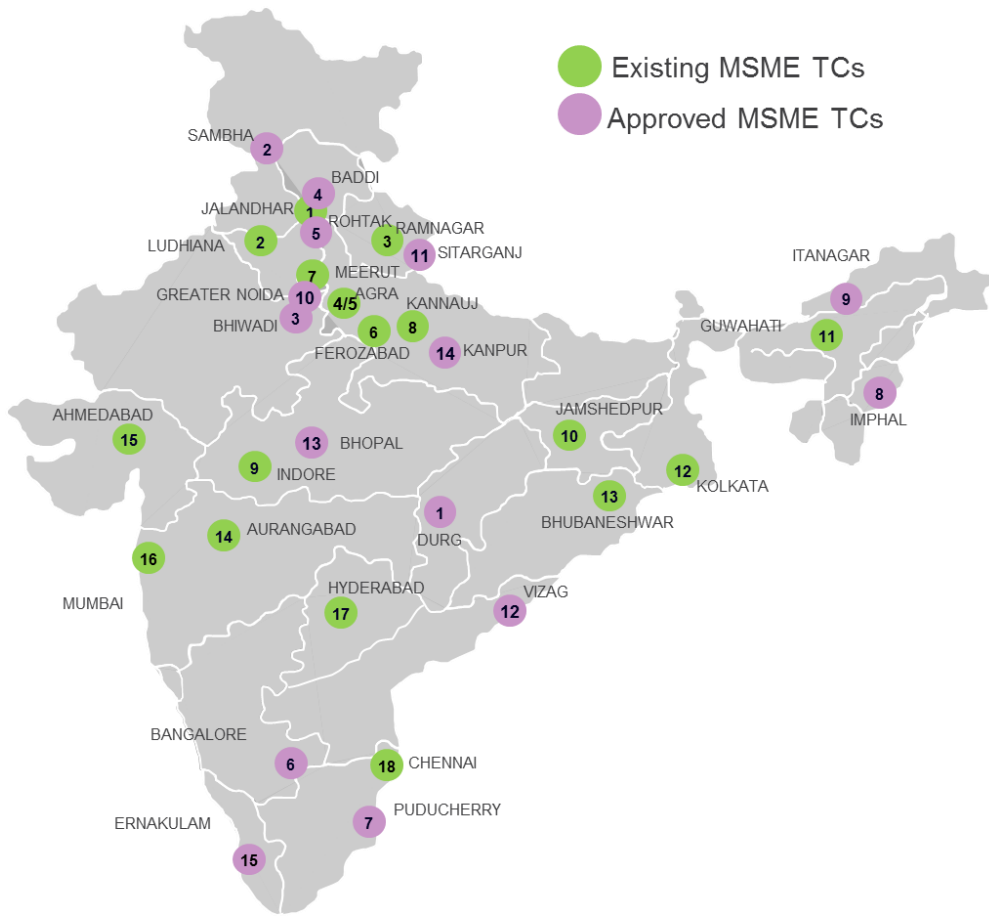 Existing MSME TCs
Approved MSME TCs
SAMBHA
2
BADDI
4
JALANDHAR
1
ROHTAK
5
RAMNAGAR
3
LUDHIANA
2
11
SITARGANJ
ITANAGAR
9
7
MEERUT
GREATER NOIDA
10
4/5
AGRA
KANNAUJ
8
BHIWADI
3
6
FEROZABAD
14
KANPUR
GUWAHATI
11
8
IMPHAL
AHMEDABAD
15
13
BHOPAL
JAMSHEDPUR
10
9
INDORE
12
KOLKATA
13
BHUBANESHWAR
1
DURG
14
AURANGABAD
16
MUMBAI
HYDERABAD
17
VIZAG
12
BANGALORE
6
18
CHENNAI
PUDUCHERRY
7
ERNAKULAM
15